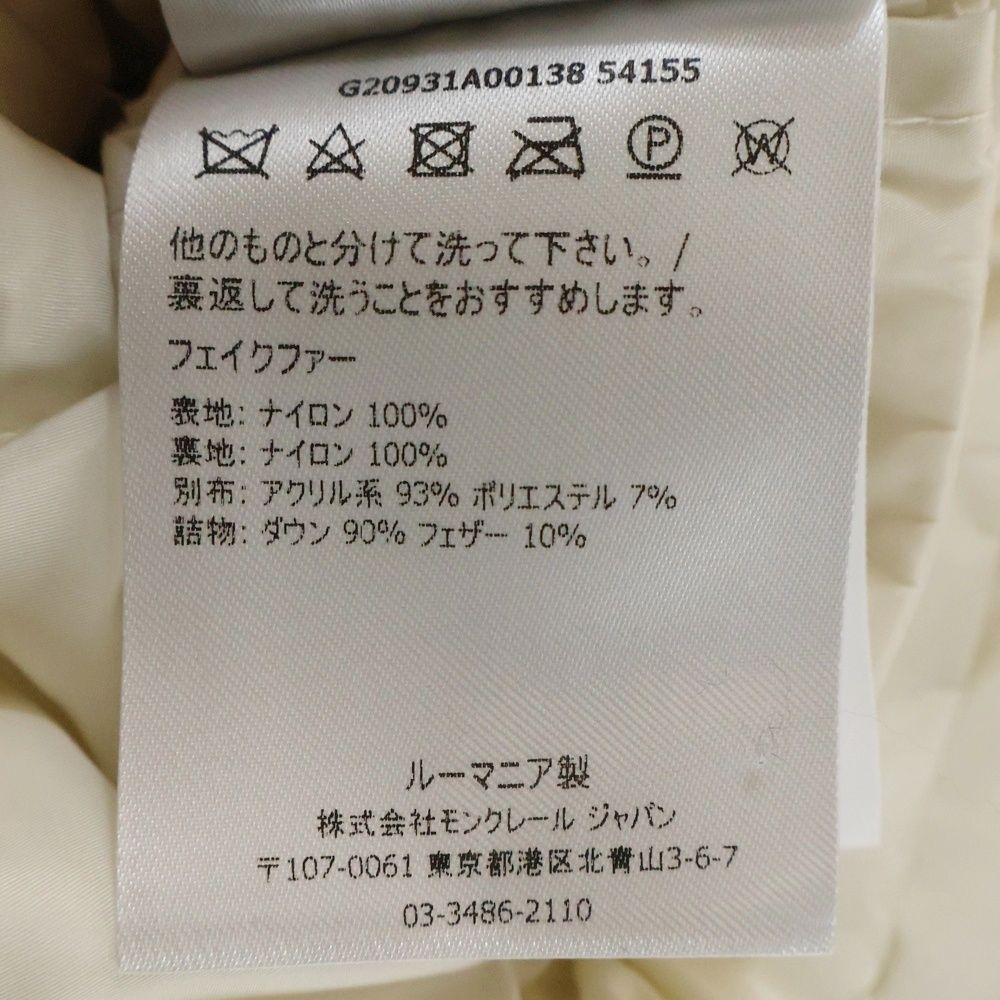 G20931A00138 54155
P
W
他のものと分けて洗って下さい。/
裏返して洗うことをおすすめします。
フェイクファー
表地: ナイロン 100%
裏地: ナイロン 100%
別布: アクリル系 93% ポリエステル 7%
詰物: ダウン 90% フェザー 10%
ルーマニア製
株式会社モンクレール ジャパン
〒107-0061 東京都港区北青山3-6-7
03-3486-2110